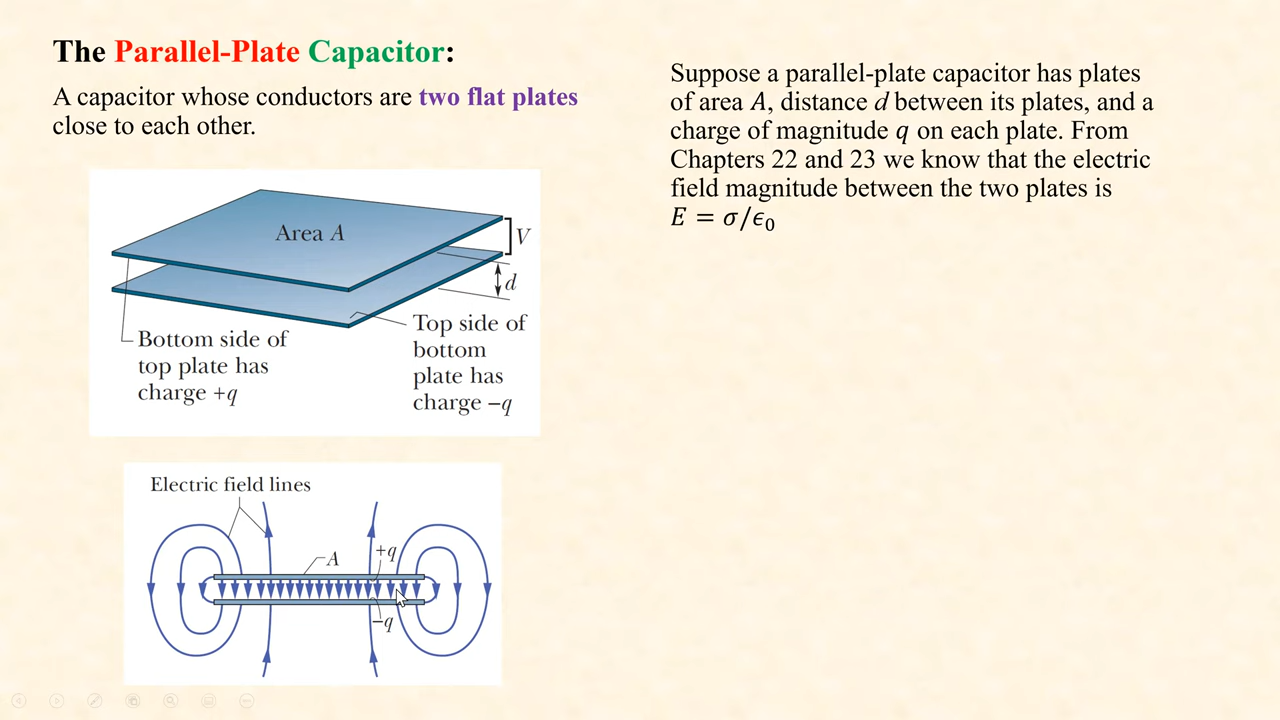 The Parallel-Plate Capacitor:
A capacitor whose conductors are two flat plates
close to each other.
Area A
V
d
Bottom side of
top plate has
charge +q
Top side of
bottom
plate has
charge −q
Electric field lines
A
+q
−q
Suppose a parallel-plate capacitor has plates
of area A, distance d between its plates, and a
charge of magnitude q on each plate. From
Chapters 22 and 23 we know that the electric
field magnitude between the two plates is
E = σ/ϵ₀